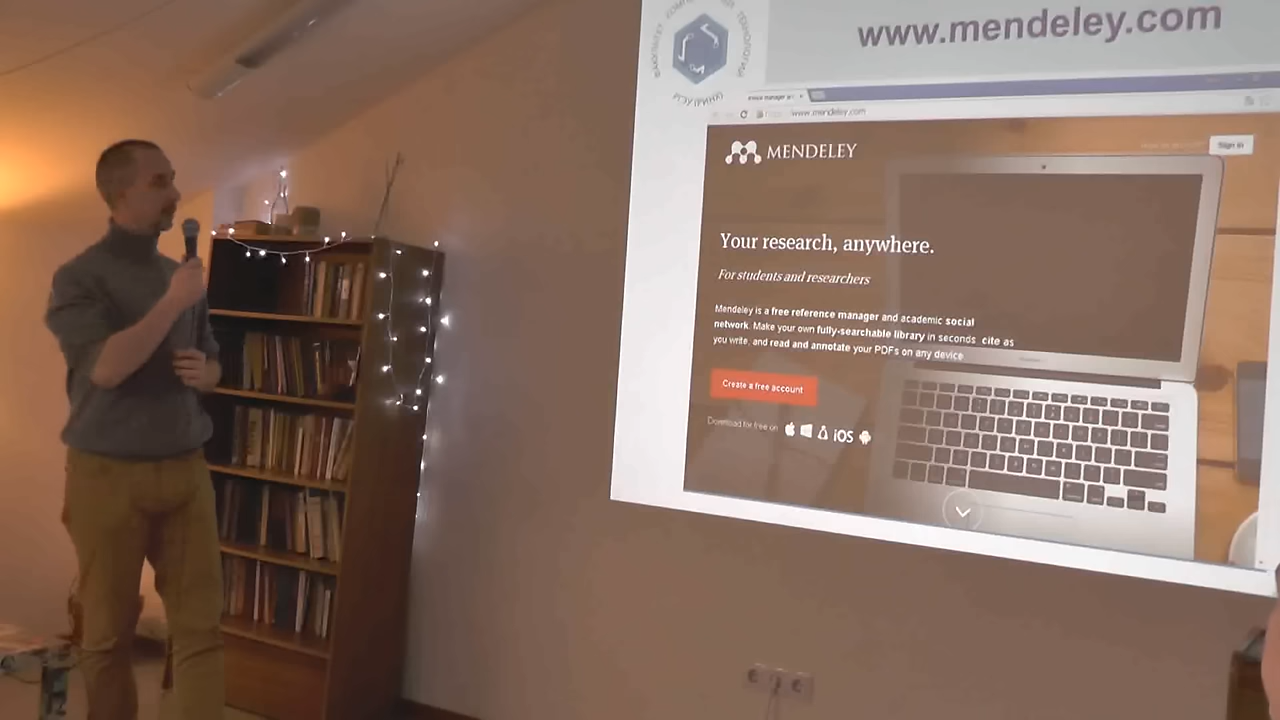 www.mendeley.com
www.mendeley.com
MENDELEY
Sign in
Your research, anywhere.
For students and researchers
Mendeley is a free reference manager and academic social
network. Make your own fully-searchable library in seconds cite as
you write, and read and annotate your PDFs on any device
Create a free account
Download for free on
iOS